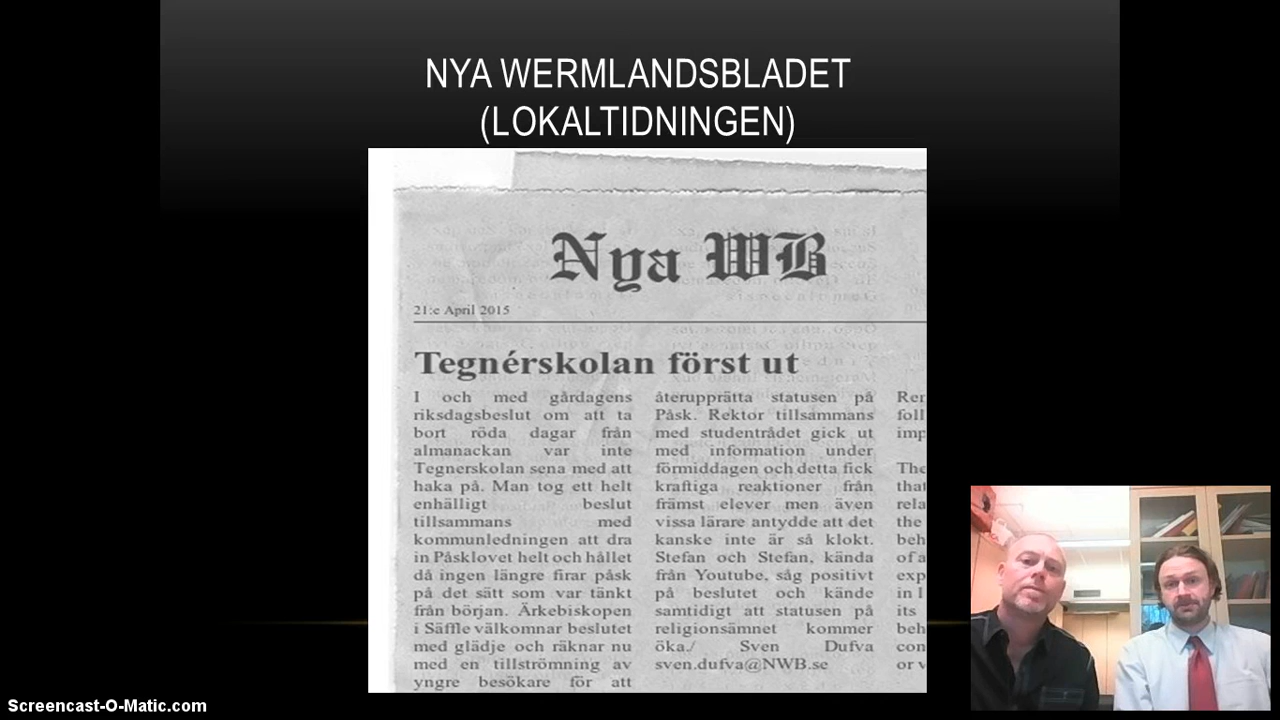 NYA WERMLANDSBLADET
(LOKALTIDNINGEN)
Nya WB
21:e April 2015
Tegnérskolan först ut
I och med gårdagens
riksdagsbeslut om att ta
bort röda dagar från
almanackan var inte
Tegnerskolan sena med att
haka på. Man tog ett helt
enhälligt beslut
tillsammans med
kommunledningen att dra
in Påsklovet helt och hållet
då ingen längre firar påsk
på det sätt som var tänkt
från början. Ärkebiskopen
i Säffle välkomnar beslutet
med glädje och räknar nu
med en tillströmning av
yngre besökare för att
återupprätta statusen på
Påsk. Rektor tillsammans
med studentrådet gick ut
med information under
förmiddagen och detta fick
kraftiga reaktioner från
främst elever men även
vissa lärare antydde att det
kanske inte är så klokt.
Stefan och Stefan, kända
från Youtube, såg positivt
på beslutet och kände
samtidigt att statusen på
religionsämnet kommer
öka./ Sven Dufva
sven.dufva@NWB.se
Screencast-O-Matic.com